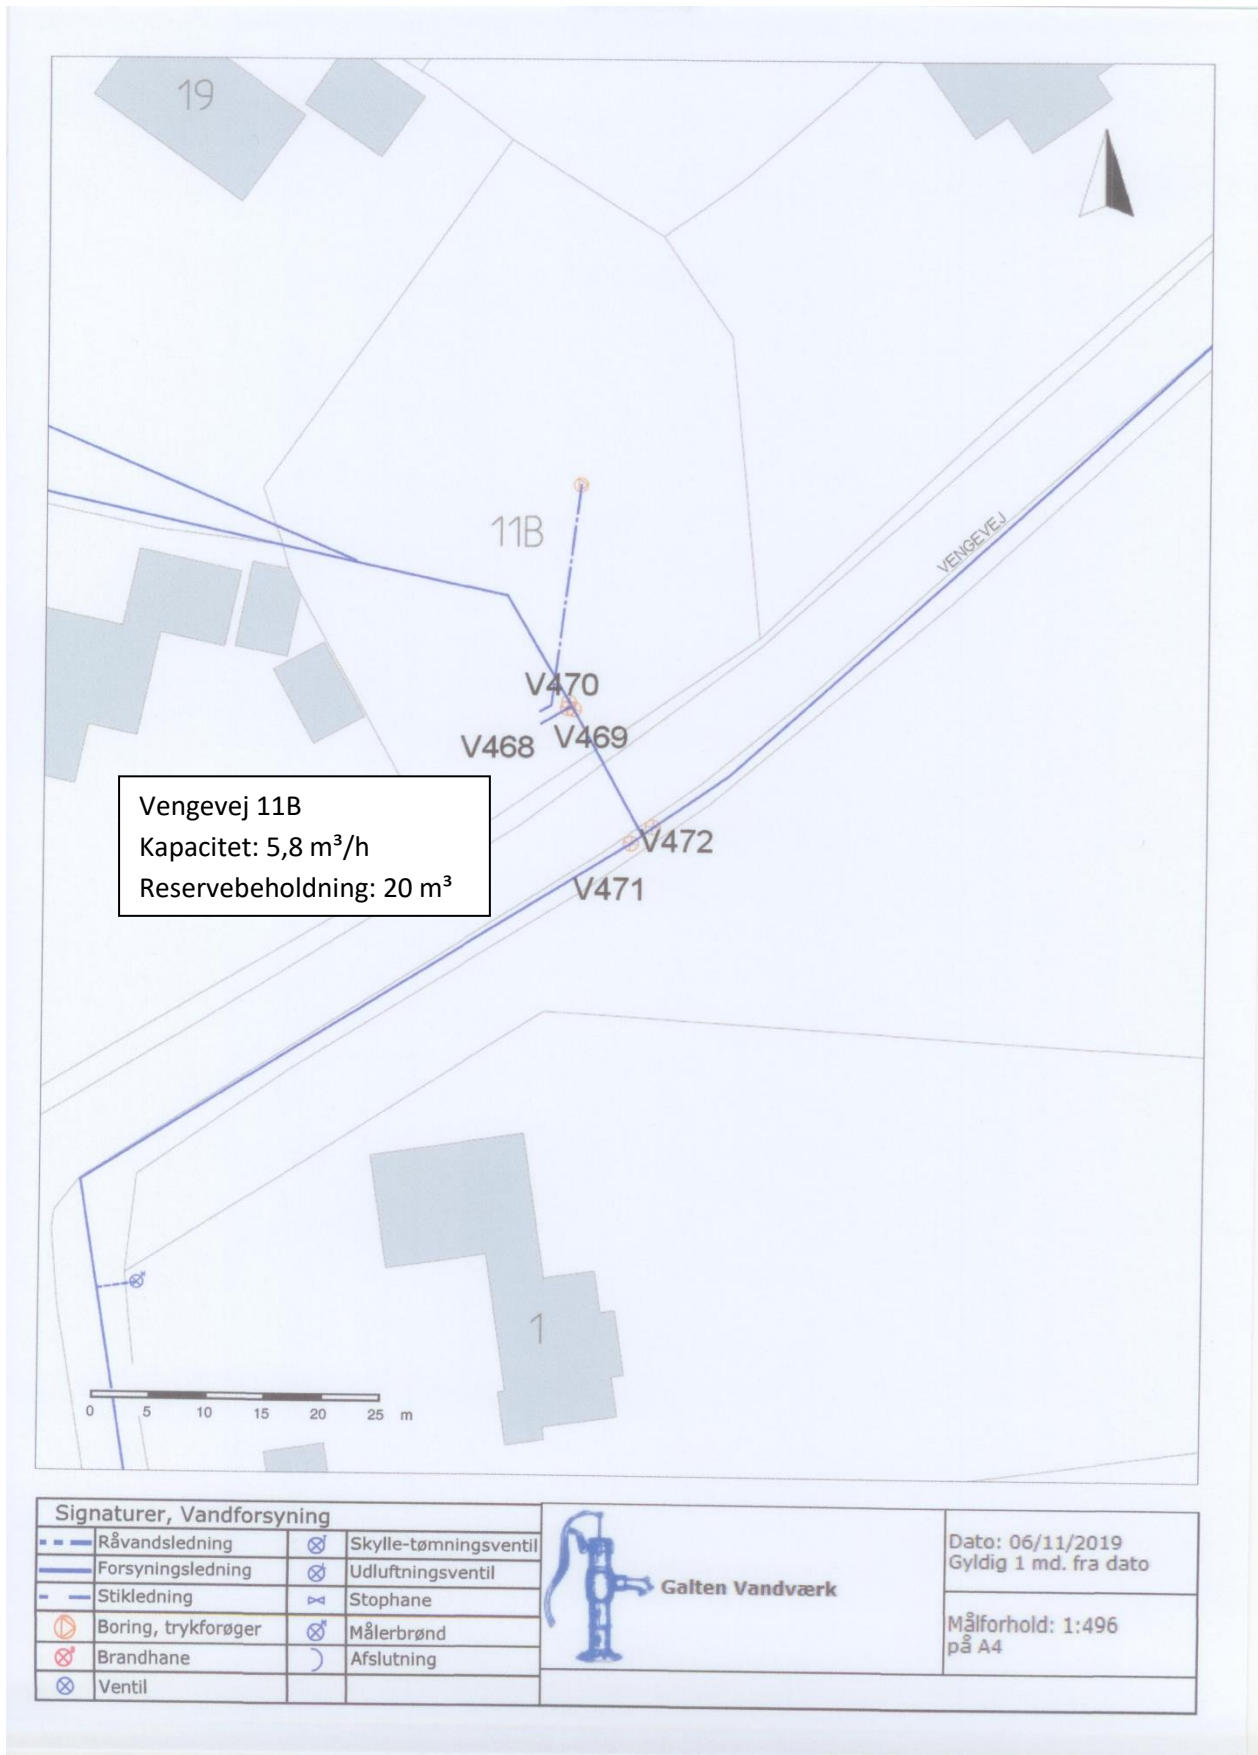 19
11B
VENGEVEJ
V470
V468
V469
Vengevej 11B
Kapacitet: 5,8 m³/h
Reservebeholdning: 20 m³
V472
V471
1
0 5 10 15 20 25 m
Signaturer, Vandforsyning
Råvandsledning
Skylle-tømningsventil
Forsyningsledning
Udluftningsventil
Stikledning
Stophane
Boring, trykforøger
Målerbrønd
Brandhane
Afslutning
Ventil
Galten Vandværk
Dato: 06/11/2019
Gyldig 1 md. fra dato
Målforhold: 1:496
på A4